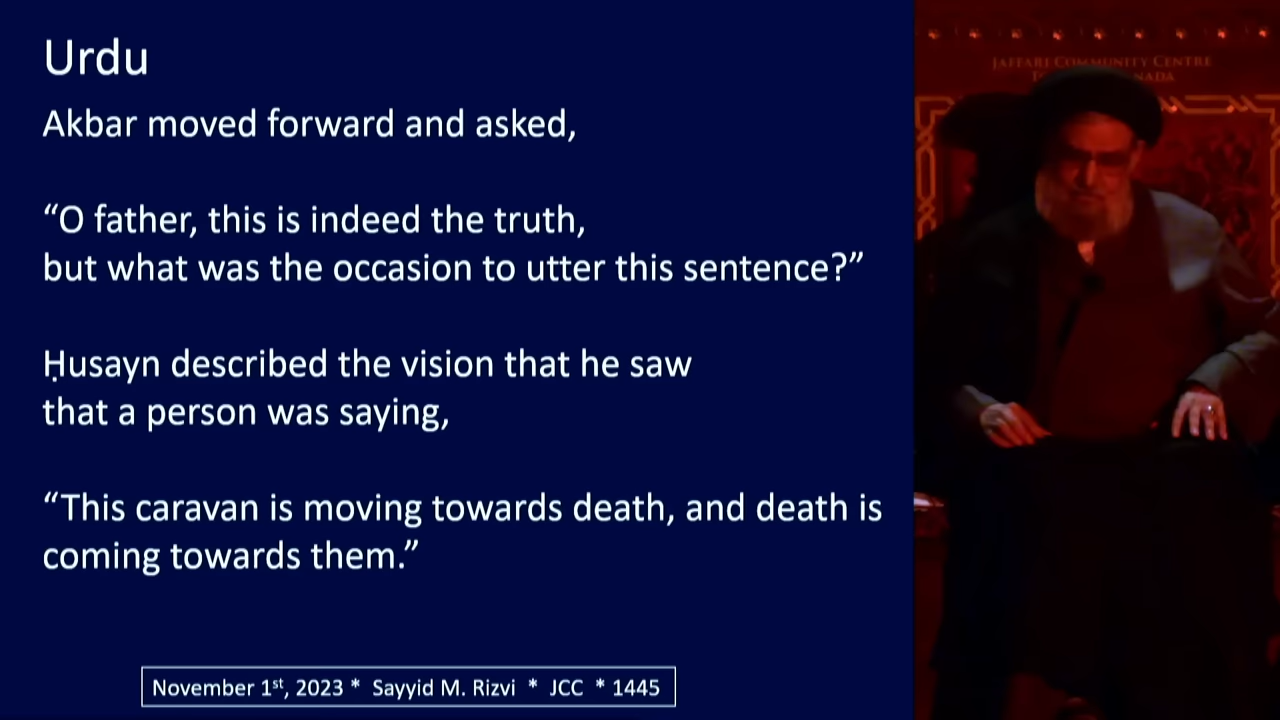 Urdu
Akbar moved forward and asked,
“O father, this is indeed the truth,
but what was the occasion to utter this sentence?”
Ḥusayn described the vision that he saw
that a person was saying,
“This caravan is moving towards death, and death is
coming towards them.”
November 1st, 2023 * Sayyid M. Rizvi * JCC * 1445
JAFFARI COMMUNITY CENTRE